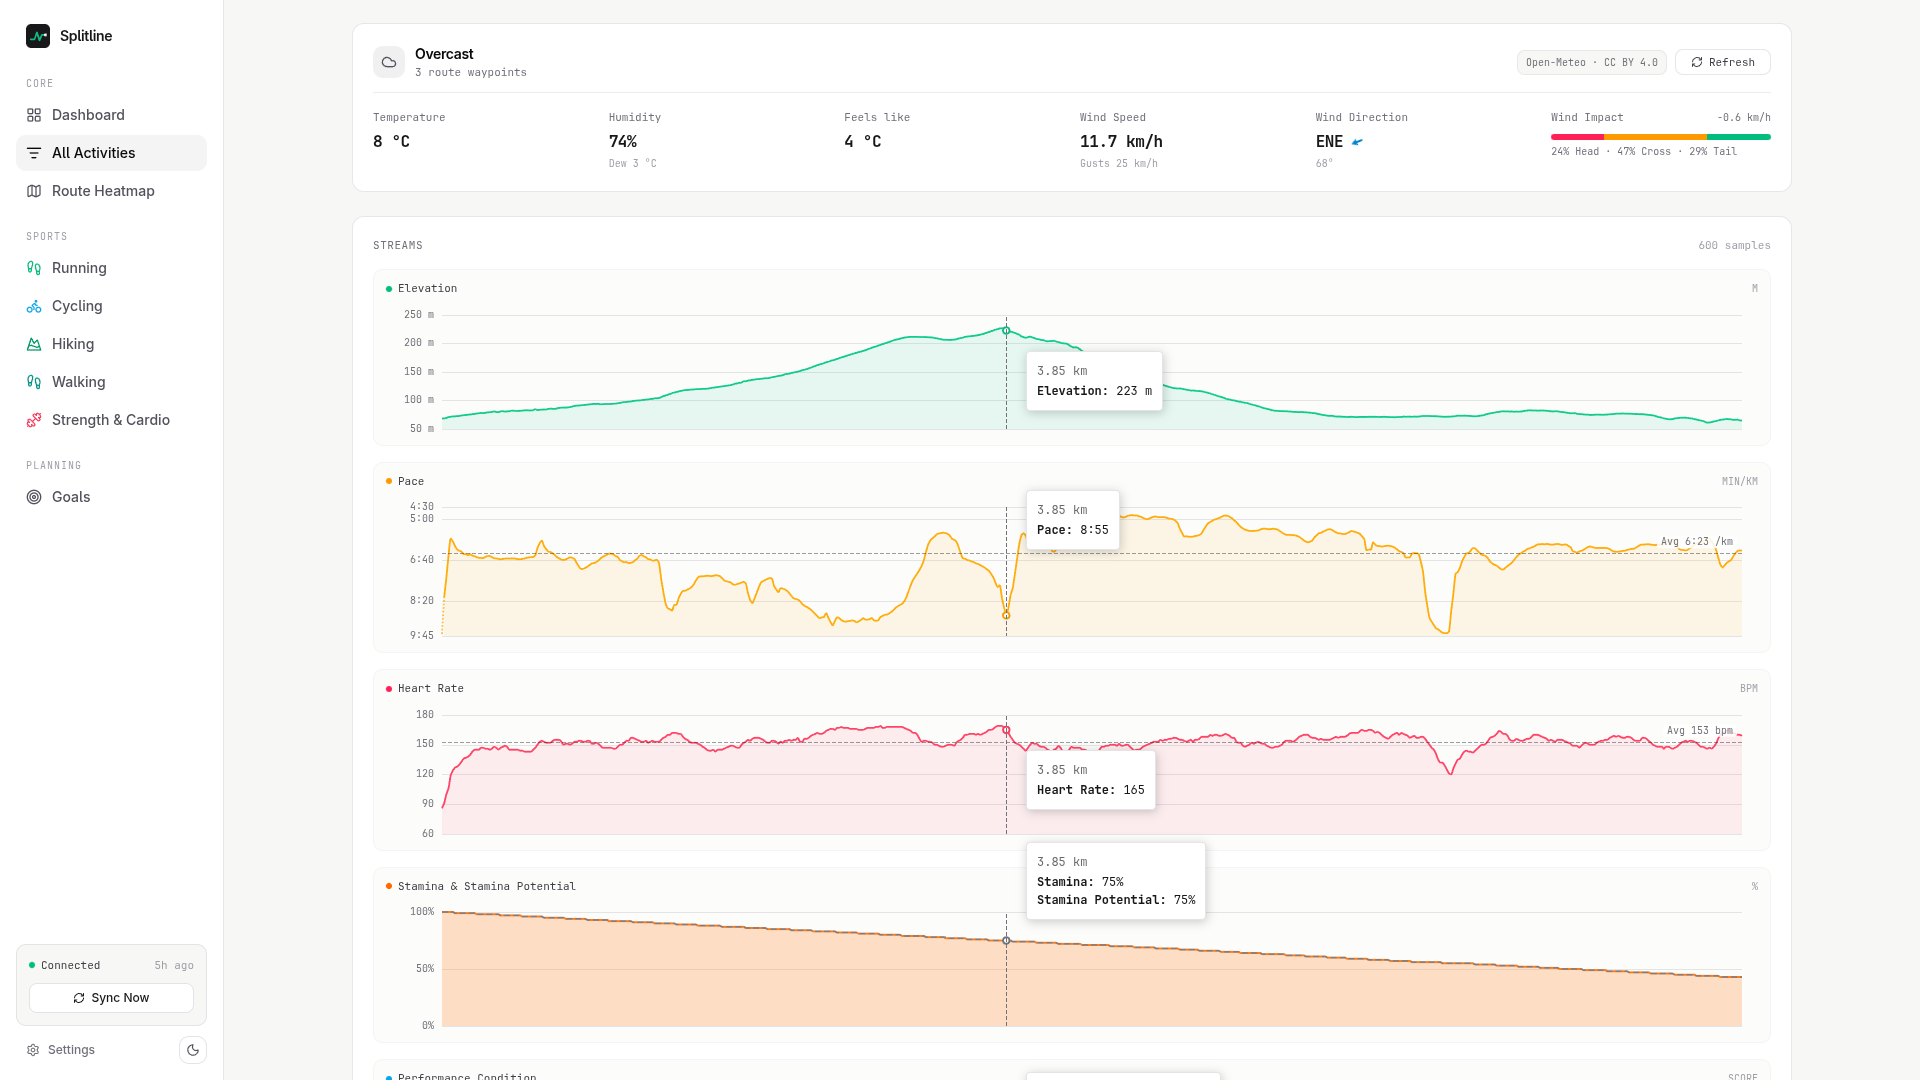 Splitline
CORE
Dashboard
All Activities
Route Heatmap
SPORTS
Running
Cycling
Hiking
Walking
Strength & Cardio
PLANNING
Goals
Connected 5h ago
Sync Now
Settings
Overcast
3 route waypoints
Open-Meteo · CC BY 4.0
Refresh
Temperature
8 °C
Humidity
74%
Dew 3 °C
Feels like
4 °C
Wind Speed
11.7 km/h
Gusts 25 km/h
Wind Direction
ENE
68°
Wind Impact -0.6 km/h
24% Head · 47% Cross · 29% Tail
STREAMS 600 samples
Elevation M
250 m
200 m
150 m
100 m
50 m
3.85 km
Elevation: 223 m
Pace MIN/KM
4:30
5:00
6:40
8:20
9:45
3.85 km
Pace: 8:55
Avg 6:23 /km
Heart Rate BPM
180
150
120
90
60
Avg 153 bpm
3.85 km
Heart Rate: 165
Stamina & Stamina Potential %
100%
50%
0%
3.85 km
Stamina: 75%
Stamina Potential: 75%
Performance Condition SCORE